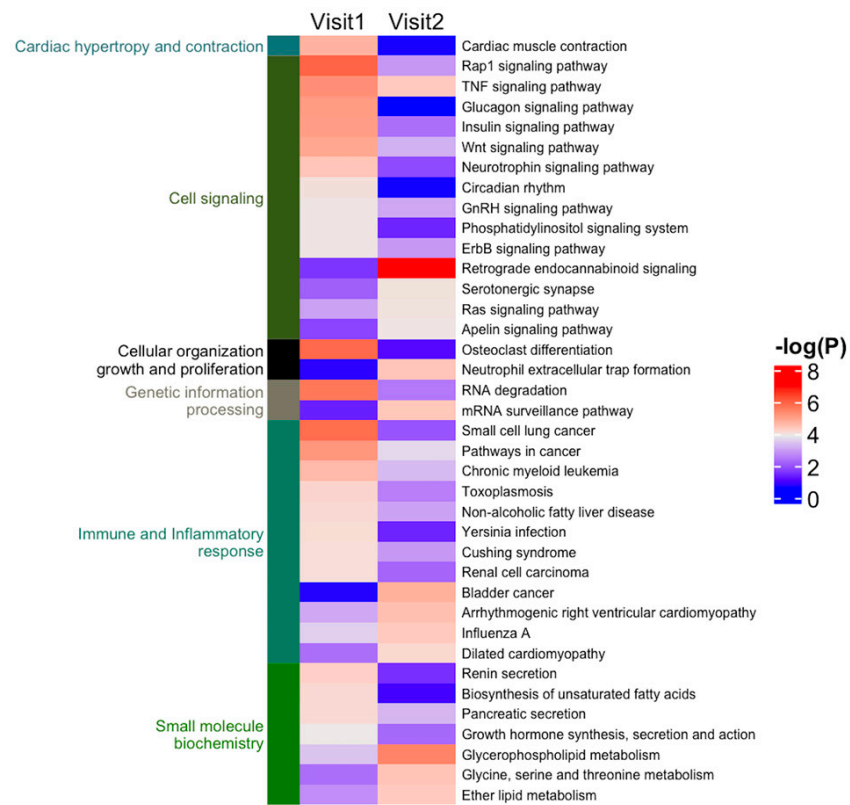 Visit1 Visit2
Cardiac hypertropy and contraction
Cardiac muscle contraction
Rap1 signaling pathway
TNF signaling pathway
Glucagon signaling pathway
Insulin signaling pathway
Wnt signaling pathway
Neurotrophin signaling pathway
Cell signaling
Circadian rhythm
GnRH signaling pathway
Phosphatidylinositol signaling system
ErbB signaling pathway
Retrograde endocannabinoid signaling
Serotonergic synapse
Ras signaling pathway
Apelin signaling pathway
Cellular organization
growth and proliferation
Osteoclast differentiation
Neutrophil extracellular trap formation
Genetic information
processing
RNA degradation
mRNA surveillance pathway
Small cell lung cancer
Pathways in cancer
Chronic myeloid leukemia
Toxoplasmosis
Non-alcoholic fatty liver disease
Immune and Inflammatory
response
Yersinia infection
Cushing syndrome
Renal cell carcinoma
Bladder cancer
Arrhythmogenic right ventricular cardiomyopathy
Influenza A
Dilated cardiomyopathy
Renin secretion
Biosynthesis of unsaturated fatty acids
Pancreatic secretion
Small molecule
biochemistry
Growth hormone synthesis, secretion and action
Glycerophospholipid metabolism
Glycine, serine and threonine metabolism
Ether lipid metabolism
-log(P)
8
6
4
2
0